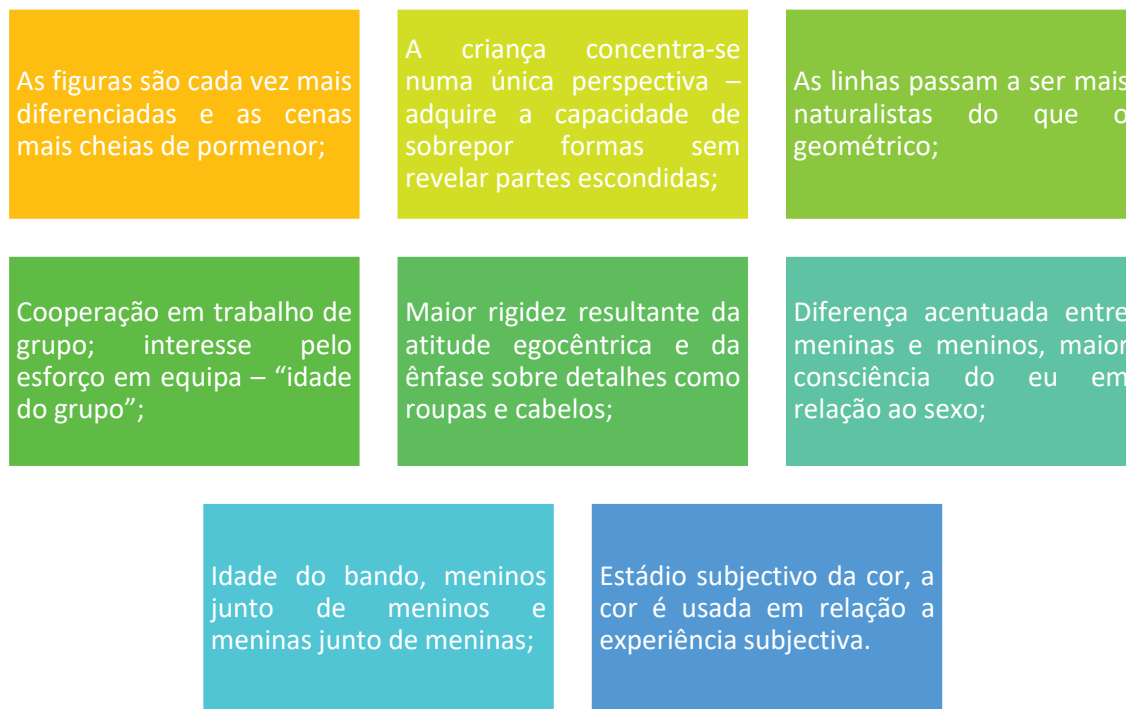 As figuras são cada vez mais
diferenciadas e as cenas
mais cheias de pormenor;
A criança concentra-se
numa única perspectiva –
adquire a capacidade de
sobrepor formas sem
revelar partes escondidas;
As linhas passam a ser mais
naturalistas do que o
geométrico;
Cooperação em trabalho de
grupo; interesse pelo
esforço em equipa – “idade
do grupo”;
Maior rigidez resultante da
atitude egocêntrica e da
ênfase sobre detalhes como
roupas e cabelos;
Diferença acentuada entre
meninas e meninos, maior
consciência do eu em
relação ao sexo;
Idade do bando, meninos
junto de meninos e
meninas junto de meninas;
Estádio subjectivo da cor, a
cor é usada em relação a
experiência subjectiva.